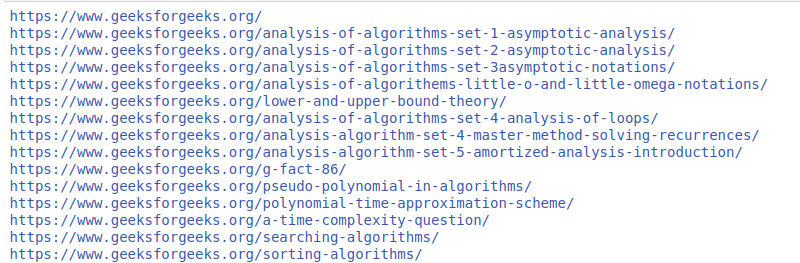 https://www.geeksforgeeks.org/
https://www.geeksforgeeks.org/analysis-of-algorithms-set-1-asymptotic-analysis/
https://www.geeksforgeeks.org/analysis-of-algorithms-set-2-asymptotic-analysis/
https://www.geeksforgeeks.org/analysis-of-algorithms-set-3asymptotic-notations/
https://www.geeksforgeeks.org/analysis-of-algorithems-little-o-and-little-omega-notations/
https://www.geeksforgeeks.org/lower-and-upper-bound-theory/
https://www.geeksforgeeks.org/analysis-of-algorithms-set-4-analysis-of-loops/
https://www.geeksforgeeks.org/analysis-algorithm-set-4-master-method-solving-recurrences/
https://www.geeksforgeeks.org/analysis-algorithm-set-5-amortized-analysis-introduction/
https://www.geeksforgeeks.org/g-fact-86/
https://www.geeksforgeeks.org/pseudo-polynomial-in-algorithms/
https://www.geeksforgeeks.org/polynomial-time-approximation-scheme/
https://www.geeksforgeeks.org/a-time-complexity-question/
https://www.geeksforgeeks.org/searching-algorithms/
https://www.geeksforgeeks.org/sorting-algorithms/